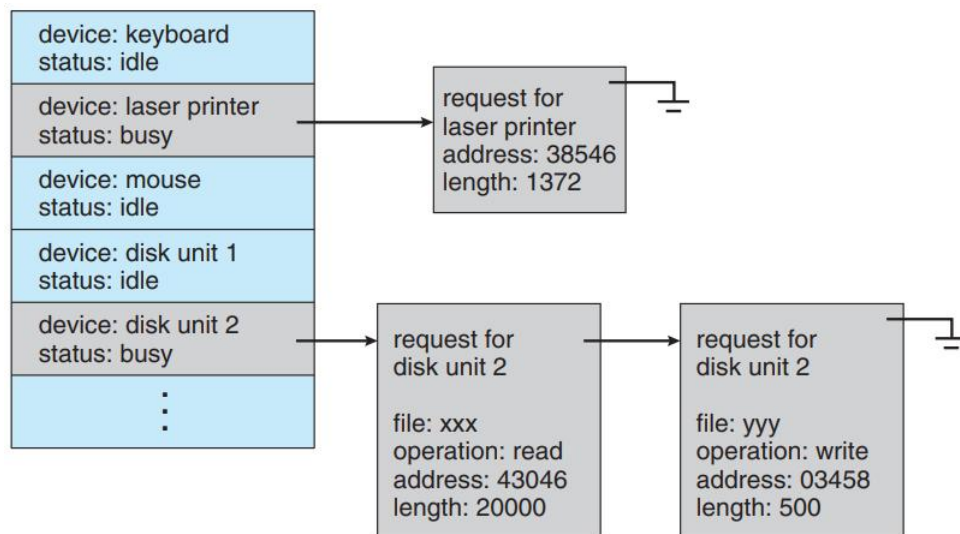 device: keyboard
status: idle
device: laser printer
status: busy
device: mouse
status: idle
device: disk unit 1
status: idle
device: disk unit 2
status: busy
request for
laser printer
address: 38546
length: 1372
request for
disk unit 2
file: xxx
operation: read
address: 43046
length: 20000
request for
disk unit 2
file: yyy
operation: write
address: 03458
length: 500